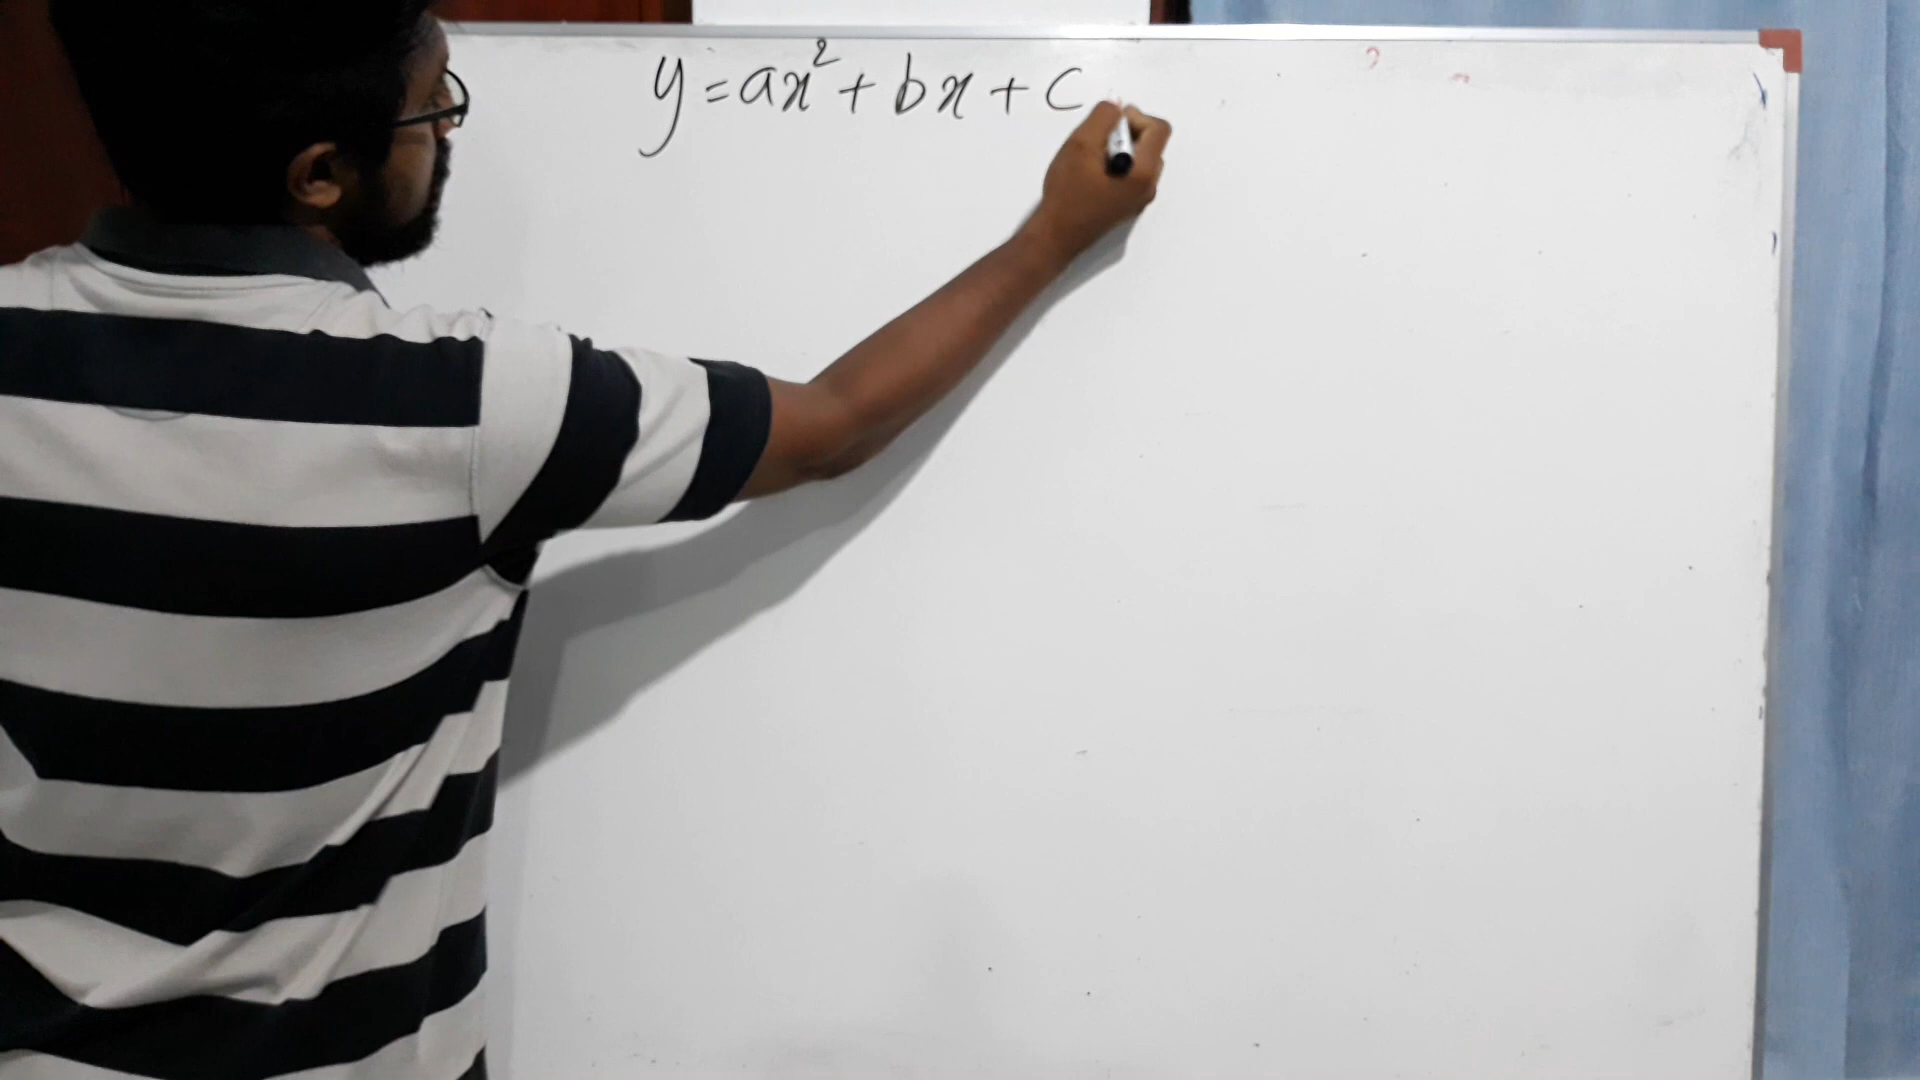 y = ax² + bx + c